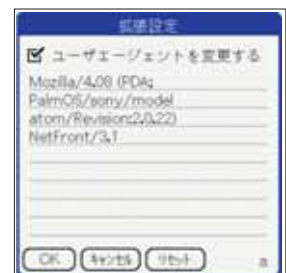 拡張設定
ユーザエージェントを変更する
Mozilla/4.08 (PDA;
PalmOS/sony/model
atom/Revision:2.0.22)
NetFront/3.1
OK キャンセル リセット a